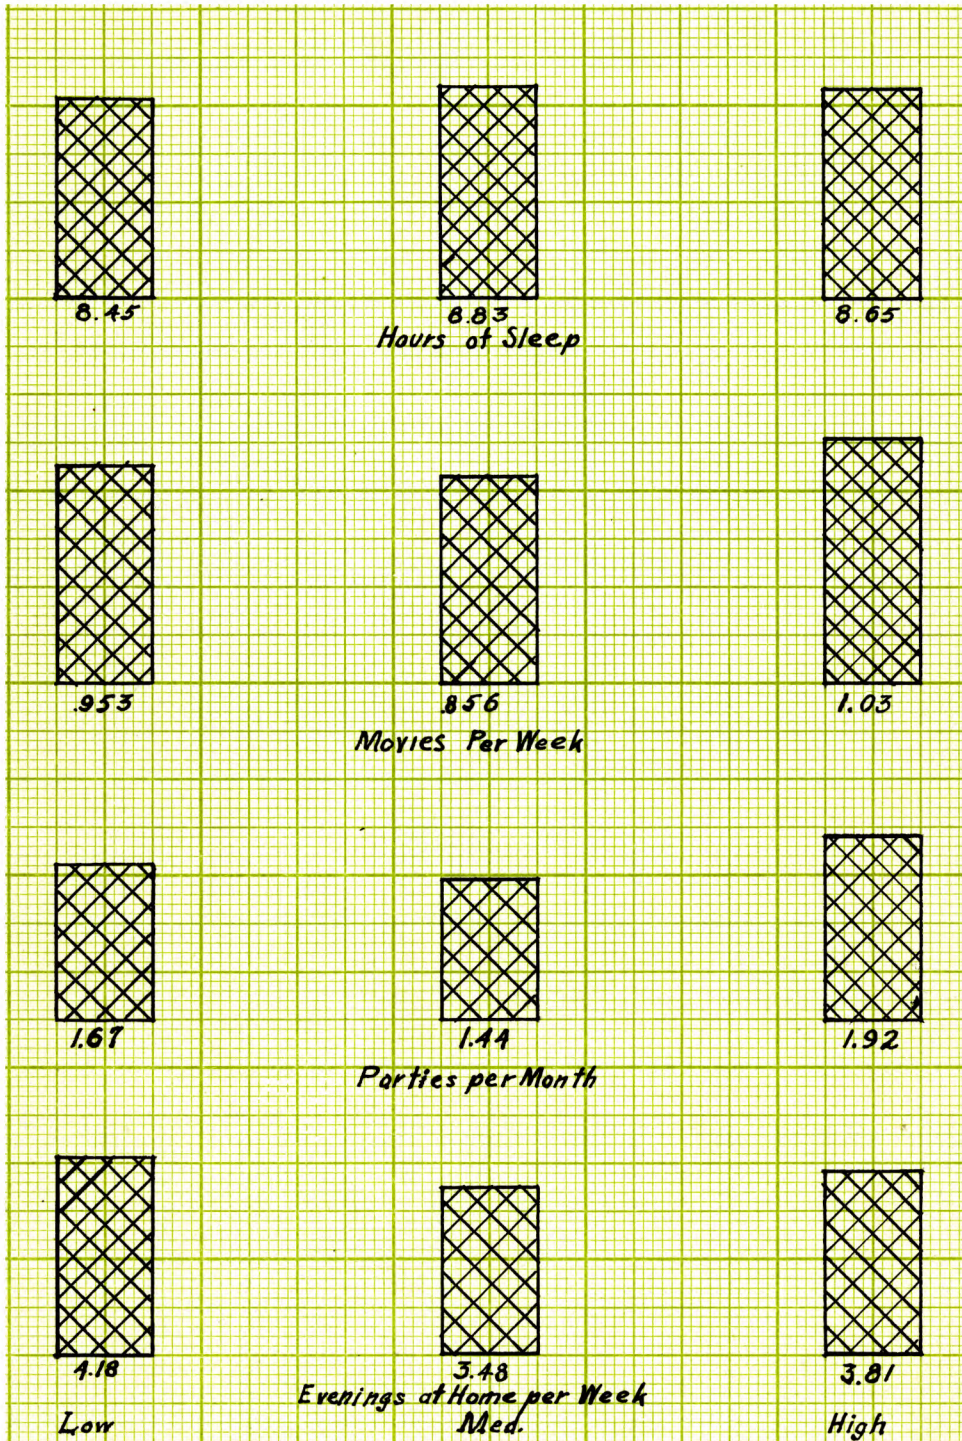 8.45 8.83 8.65
Hours of Sleep
.953 .856 1.03
Movies Per Week
1.67 1.44 1.92
Parties per Month
4.18 3.48 3.81
Evenings at Home per Week
Low Med. High